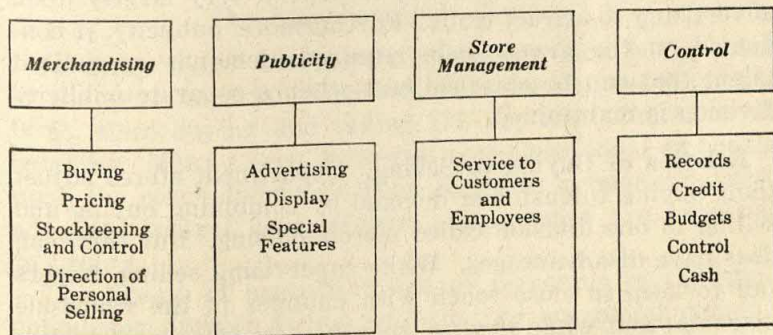 Merchandising
Buying
Pricing
Stockkeeping
and Control
Direction of
Personal
Selling
Publicity
Advertising
Display
Special
Features
Store
Management
Service to
Customers
and
Employees
Control
Records
Credit
Budgets
Control
Cash